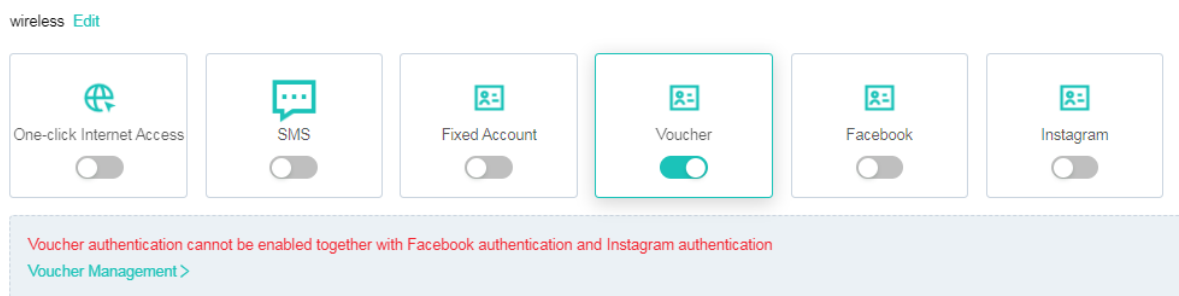 wireless Edit
One-click Internet Access
SMS
Fixed Account
Voucher
Facebook
Instagram
Voucher authentication cannot be enabled together with Facebook authentication and Instagram authentication
Voucher Management >